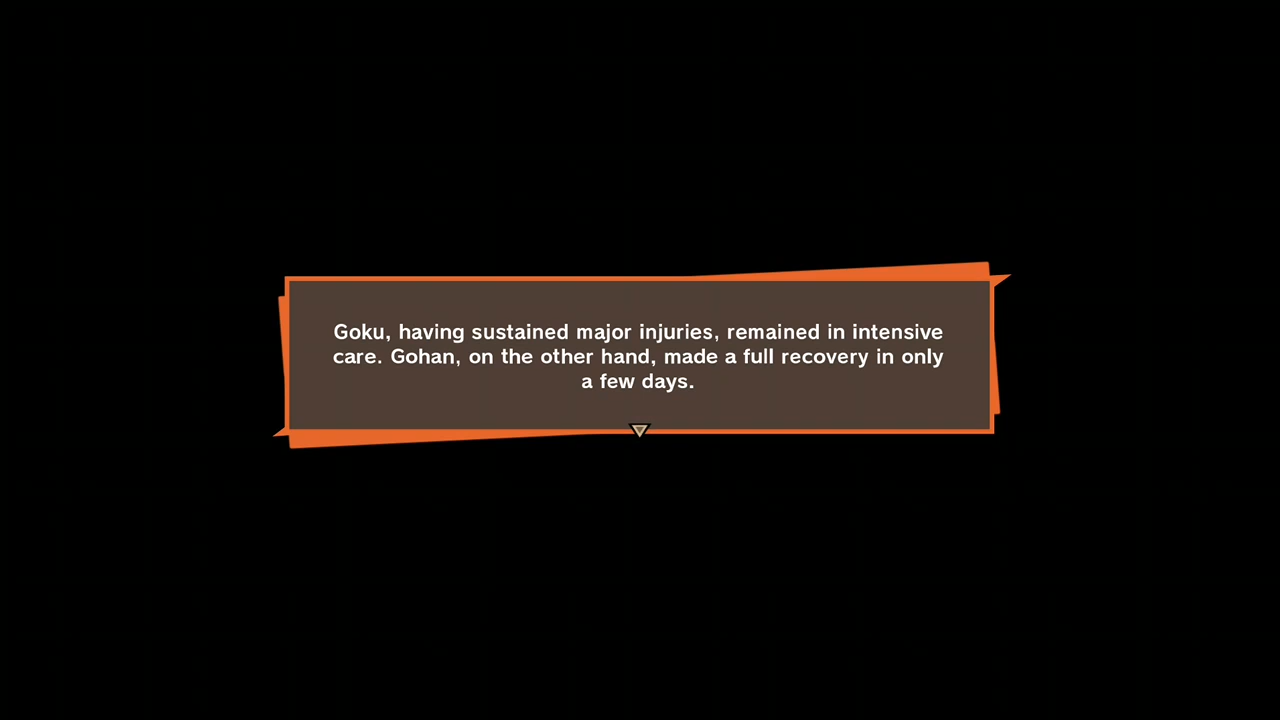 Goku, having sustained major injuries, remained in intensive
care. Gohan, on the other hand, made a full recovery in only
a few days.